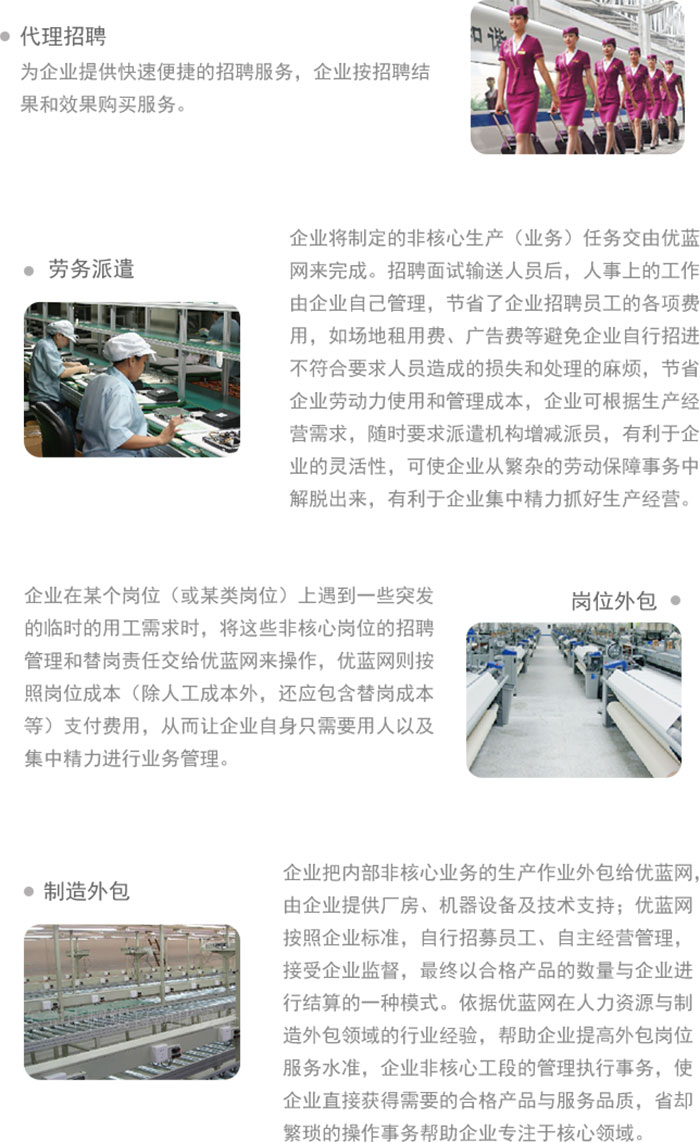 代理招聘
为企业提供快速便捷的招聘服务，企业按招聘结
果和效果购买服务。
和谐
劳务派遣
企业将制定的非核心生产（业务）任务交由优蓝
网来完成。招聘面试输送人员后，人事上的工作
由企业自己管理，节省了企业招聘员工的各项费
用，如场地租用费、广告费等避免企业自行招进
不符合要求人员造成的损失和处理的麻烦，节省
企业劳动力使用和管理成本，企业可根据生产经
营需求，随时要求派遣机构增减派员，有利于企
业的灵活性，可使企业从繁杂的劳动保障事务中
解脱出来，有利于企业集中精力抓好生产经营。
岗位外包
企业在某个岗位（或某类岗位）上遇到一些突发
的临时的用工需求时，将这些非核心岗位的招聘
管理和替岗责任交给优蓝网来操作，优蓝网则按
照岗位成本（除人工成本外，还应包含替岗成本
等）支付费用，从而让企业自身只需要用人以及
集中精力进行业务管理。
制造外包
企业把内部非核心业务的生产作业外包给优蓝网，
由企业提供厂房、机器设备及技术支持；优蓝网
按照企业标准，自行招募员工、自主经营管理，
接受企业监督，最终以合格产品的数量与企业进
行结算的一种模式。依据优蓝网在人力资源与制
造外包领域的行业经验，帮助企业提高外包岗位
服务水准，企业非核心工段的管理执行事务，使
企业直接获得需要的合格产品与服务品质，省却
繁琐的操作事务帮助企业专注于核心领域。